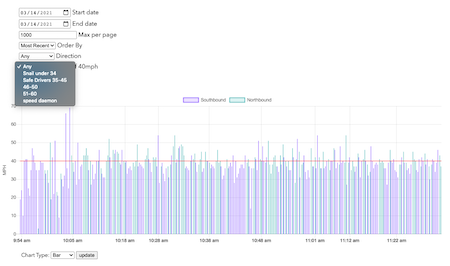 03/14/2021 Start date
03/14/2021 End date
1000 Max per page
Most Recent Order By
Any Direction
40mph
✓ Any
Snail under 34
Safe Drivers 35-45
46-50
51-60
speed daemon
Southbound Northbound
70
60
50
40
30
20
10
0
MPH
9:54 am 10:05 am 10:18 am 10:28 am 10:38 am 10:48 am 11:01 am 11:12 am 11:22 am
Chart Type: Bar update